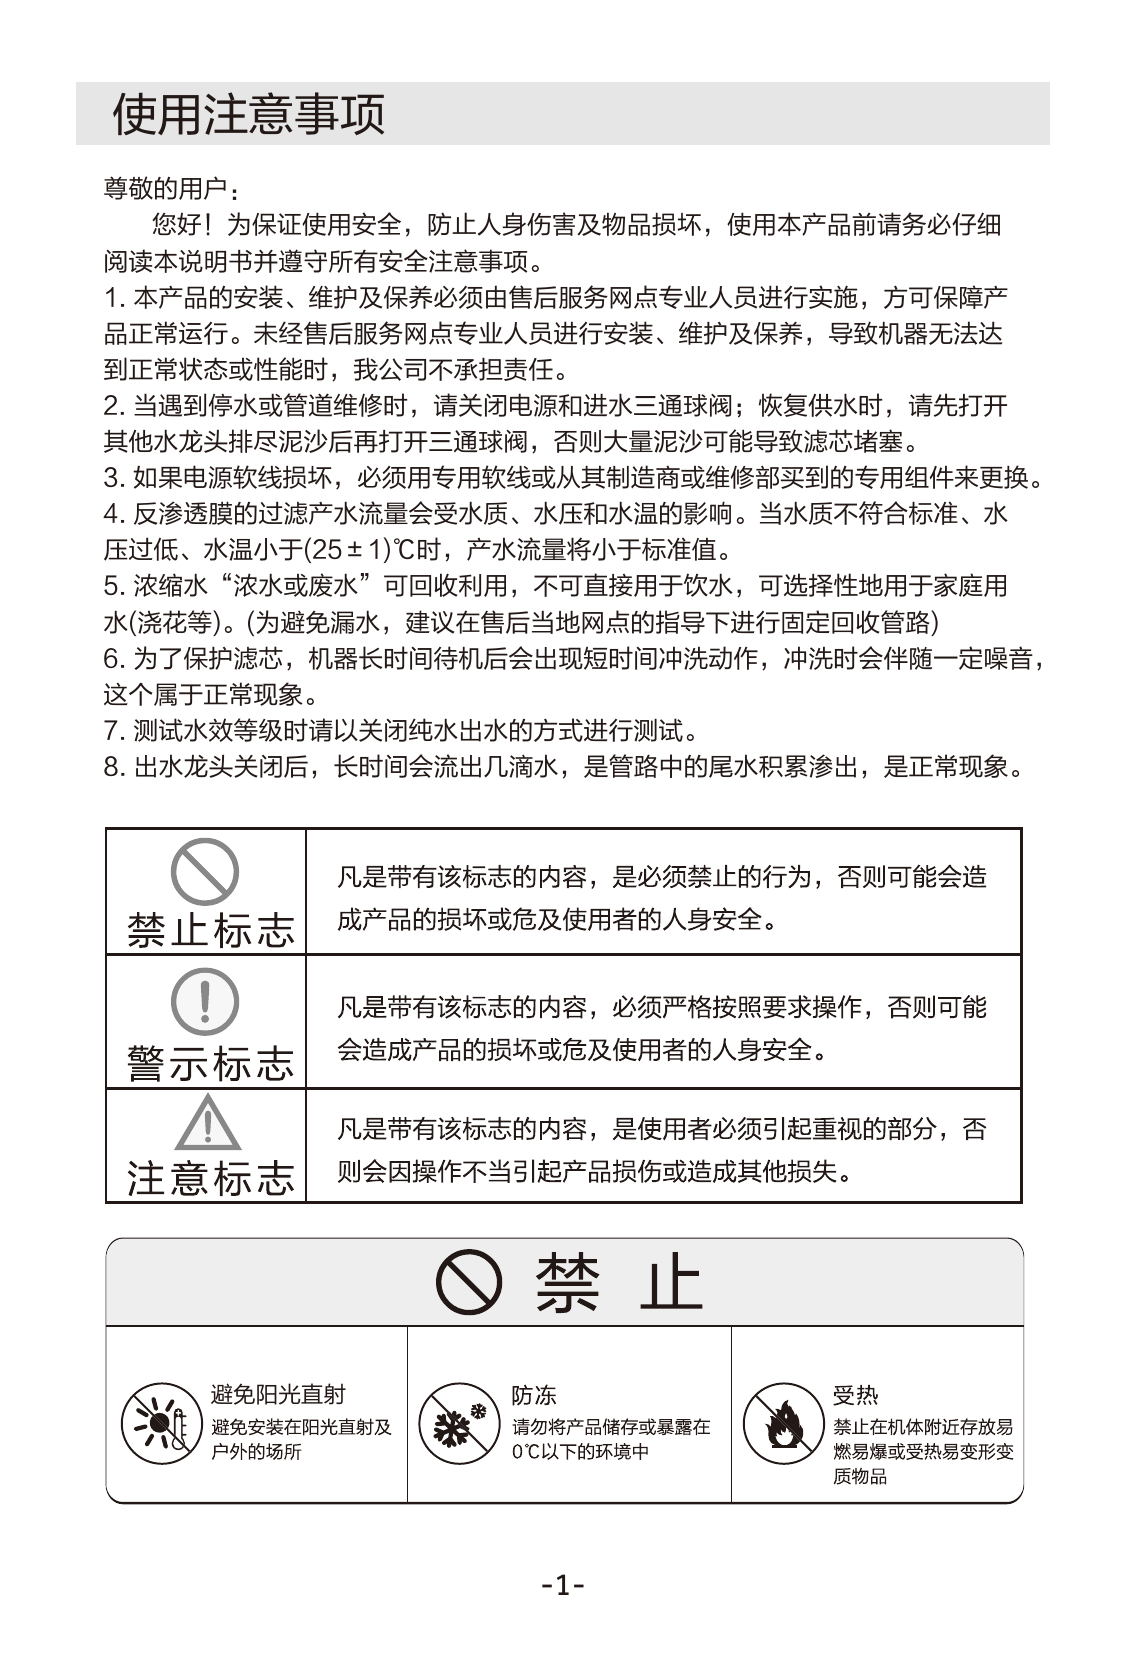 使用注意事项
尊敬的用户：
您好！为保证使用安全，防止人身伤害及物品损坏，使用本产品前请务必仔细
阅读本说明书并遵守所有安全注意事项。
1. 本产品的安装、维护及保养必须由售后服务网点专业人员进行实施，方可保障产
品正常运行。未经售后服务网点专业人员进行安装、维护及保养，导致机器无法达
到正常状态或性能时，我公司不承担责任。
2. 当遇到停水或管道维修时，请关闭电源和进水三通球阀；恢复供水时，请先打开
其他水龙头排尽泥沙后再打开三通球阀，否则大量泥沙可能导致滤芯堵塞。
3. 如果电源软线损坏，必须用专用软线或从其制造商或维修部买到的专用组件来更换。
4. 反渗透膜的过滤产水流量会受水质、水压和水温的影响。当水质不符合标准、水
压过低、水温小于(25±1)℃时，产水流量将小于标准值。
5. 浓缩水“浓水或废水”可回收利用，不可直接用于饮水，可选择性地用于家庭用
水(浇花等)。(为避免漏水，建议在售后当地网点的指导下进行固定回收管路)
6. 为了保护滤芯，机器长时间待机后会出现短时间冲洗动作，冲洗时会伴随一定噪音，
这个属于正常现象。
7. 测试水效等级时请以关闭纯水出水的方式进行测试。
8. 出水龙头关闭后，长时间会流出几滴水，是管路中的尾水积累渗出，是正常现象。
禁止标志
凡是带有该标志的内容，是必须禁止的行为，否则可能会造
成产品的损坏或危及使用者的人身安全。
警示标志
凡是带有该标志的内容，必须严格按照要求操作，否则可能
会造成产品的损坏或危及使用者的人身安全。
注意标志
凡是带有该标志的内容，是使用者必须引起重视的部分，否
则会因操作不当引起产品损伤或造成其他损失。
禁 止
避免阳光直射
避免安装在阳光直射及
户外的场所
防冻
请勿将产品储存或暴露在
0℃以下的环境中
受热
禁止在机体附近存放易
燃易爆或受热易变形变
质物品
-1-